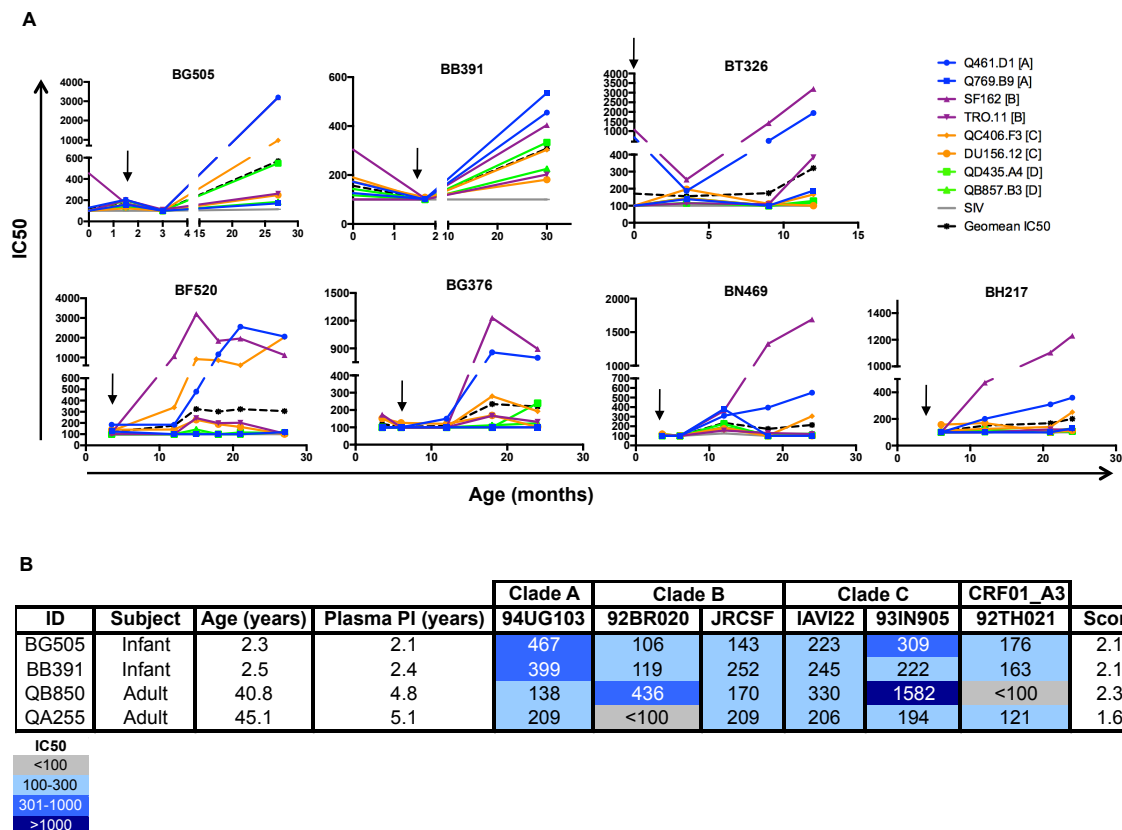 A
IC50
BG505
4000
3000
2000
1000
600
400
200
0
0 1 2 3 4 15 20 25 30
BB391
600
400
200
0
0 1 2 10 20 30
BT326
4000
3500
3000
2500
2000
1500
1000
400
300
200
100
0
0 5 10 15
Q461.D1 [A]
Q769.B9 [A]
SF162 [B]
TRO.11 [B]
QC406.F3 [C]
DU156.12 [C]
QD435.A4 [D]
QB857.B3 [D]
SIV
Geomean IC50
BF520
4000
3000
2000
1000
600
500
400
300
200
100
0
0 10 20 30
BG376
1500
1200
900
600
400
300
200
100
0
0 10 20 30
BN469
2000
1500
1000
500
400
300
200
100
0
0 10 20 30
BH217
1400
1200
1000
400
200
0
0 10 20 30
Age (months)
B
Clade A Clade B Clade C CRF01_A3
ID Subject Age (years) Plasma PI (years) 94UG103 92BR020 JRCSF IAVI22 93IN905 92TH021 Scor
BG505 Infant 2.3 2.1 467 106 143 223 309 176 2.1
BB391 Infant 2.5 2.4 399 119 252 245 222 163 2.1
QB850 Adult 40.8 4.8 138 436 170 330 1582 <100 2.3
QA255 Adult 45.1 5.1 209 <100 209 206 194 121 1.6
IC50
<100
100-300
301-1000
>1000